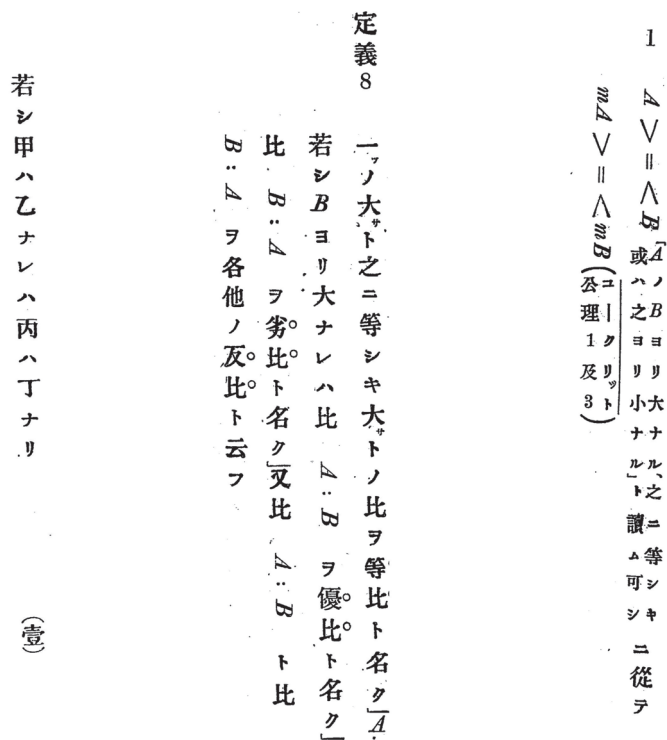 1 A＞＝＜B「AノBヨリ大ナル、之ニ等シキ或ハ之ヨリ小ナル」ト讀ム可シニ從テ
mA＞＝＜mB(ユークリッド公理1及3)
定義8
一ッノ大サト之ニ等シキ大サトノ比ヲ等比ト名ク」A
若シBヨリ大ナレハ比 A:B ヲ優比ト名ク」
比 B:A ヲ劣比ト名ク」又比 A:B ト比
B:A ヲ各他ノ反比ト云フ
若シ甲ハ乙ナレハ丙ハ丁ナリ (壹)